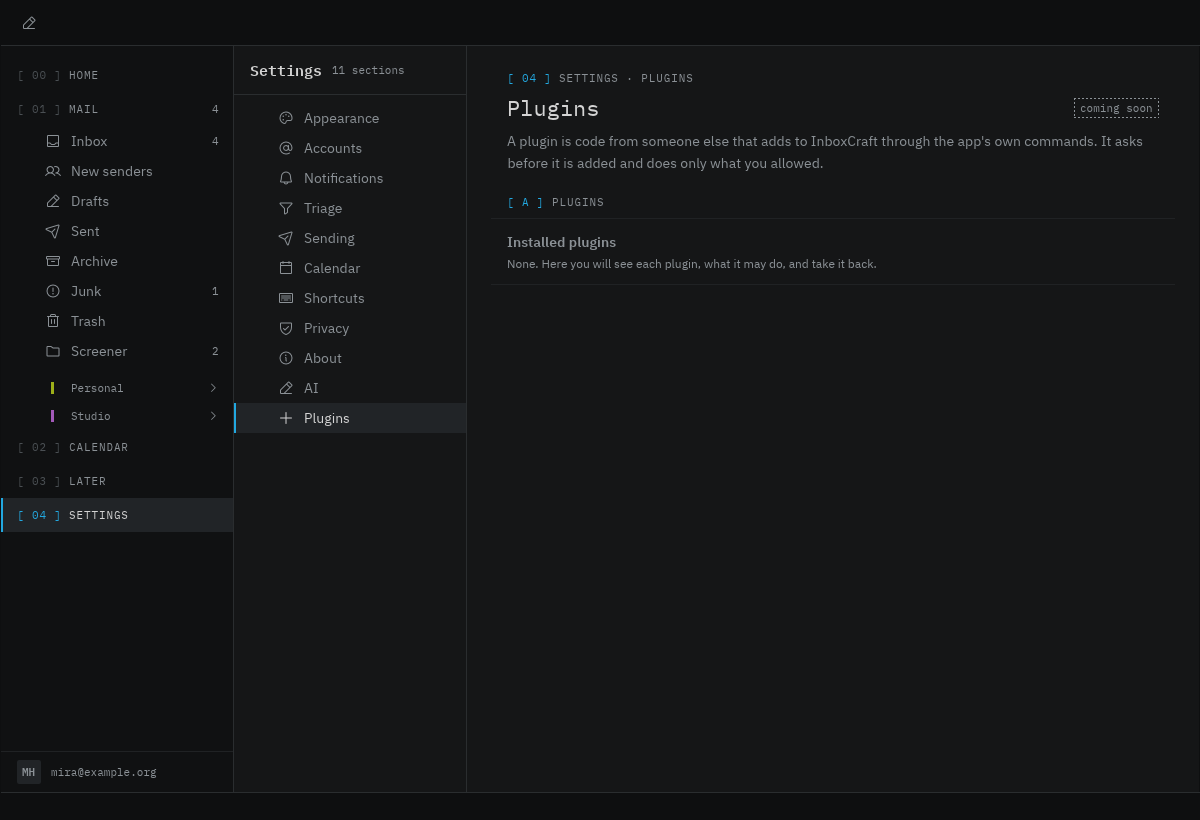 [ 00 ] HOME
[ 01 ] MAIL 4
Inbox 4
New senders
Drafts
Sent
Archive
Junk 1
Trash
Screener 2
Personal
Studio
[ 02 ] CALENDAR
[ 03 ] LATER
[ 04 ] SETTINGS
MH mira@example.org
Settings 11 sections
Appearance
Accounts
Notifications
Triage
Sending
Calendar
Shortcuts
Privacy
About
AI
Plugins
[ 04 ] SETTINGS · PLUGINS
Plugins
coming soon
A plugin is code from someone else that adds to InboxCraft through the app's own commands. It asks
before it is added and does only what you allowed.
[ A ] PLUGINS
Installed plugins
None. Here you will see each plugin, what it may do, and take it back.